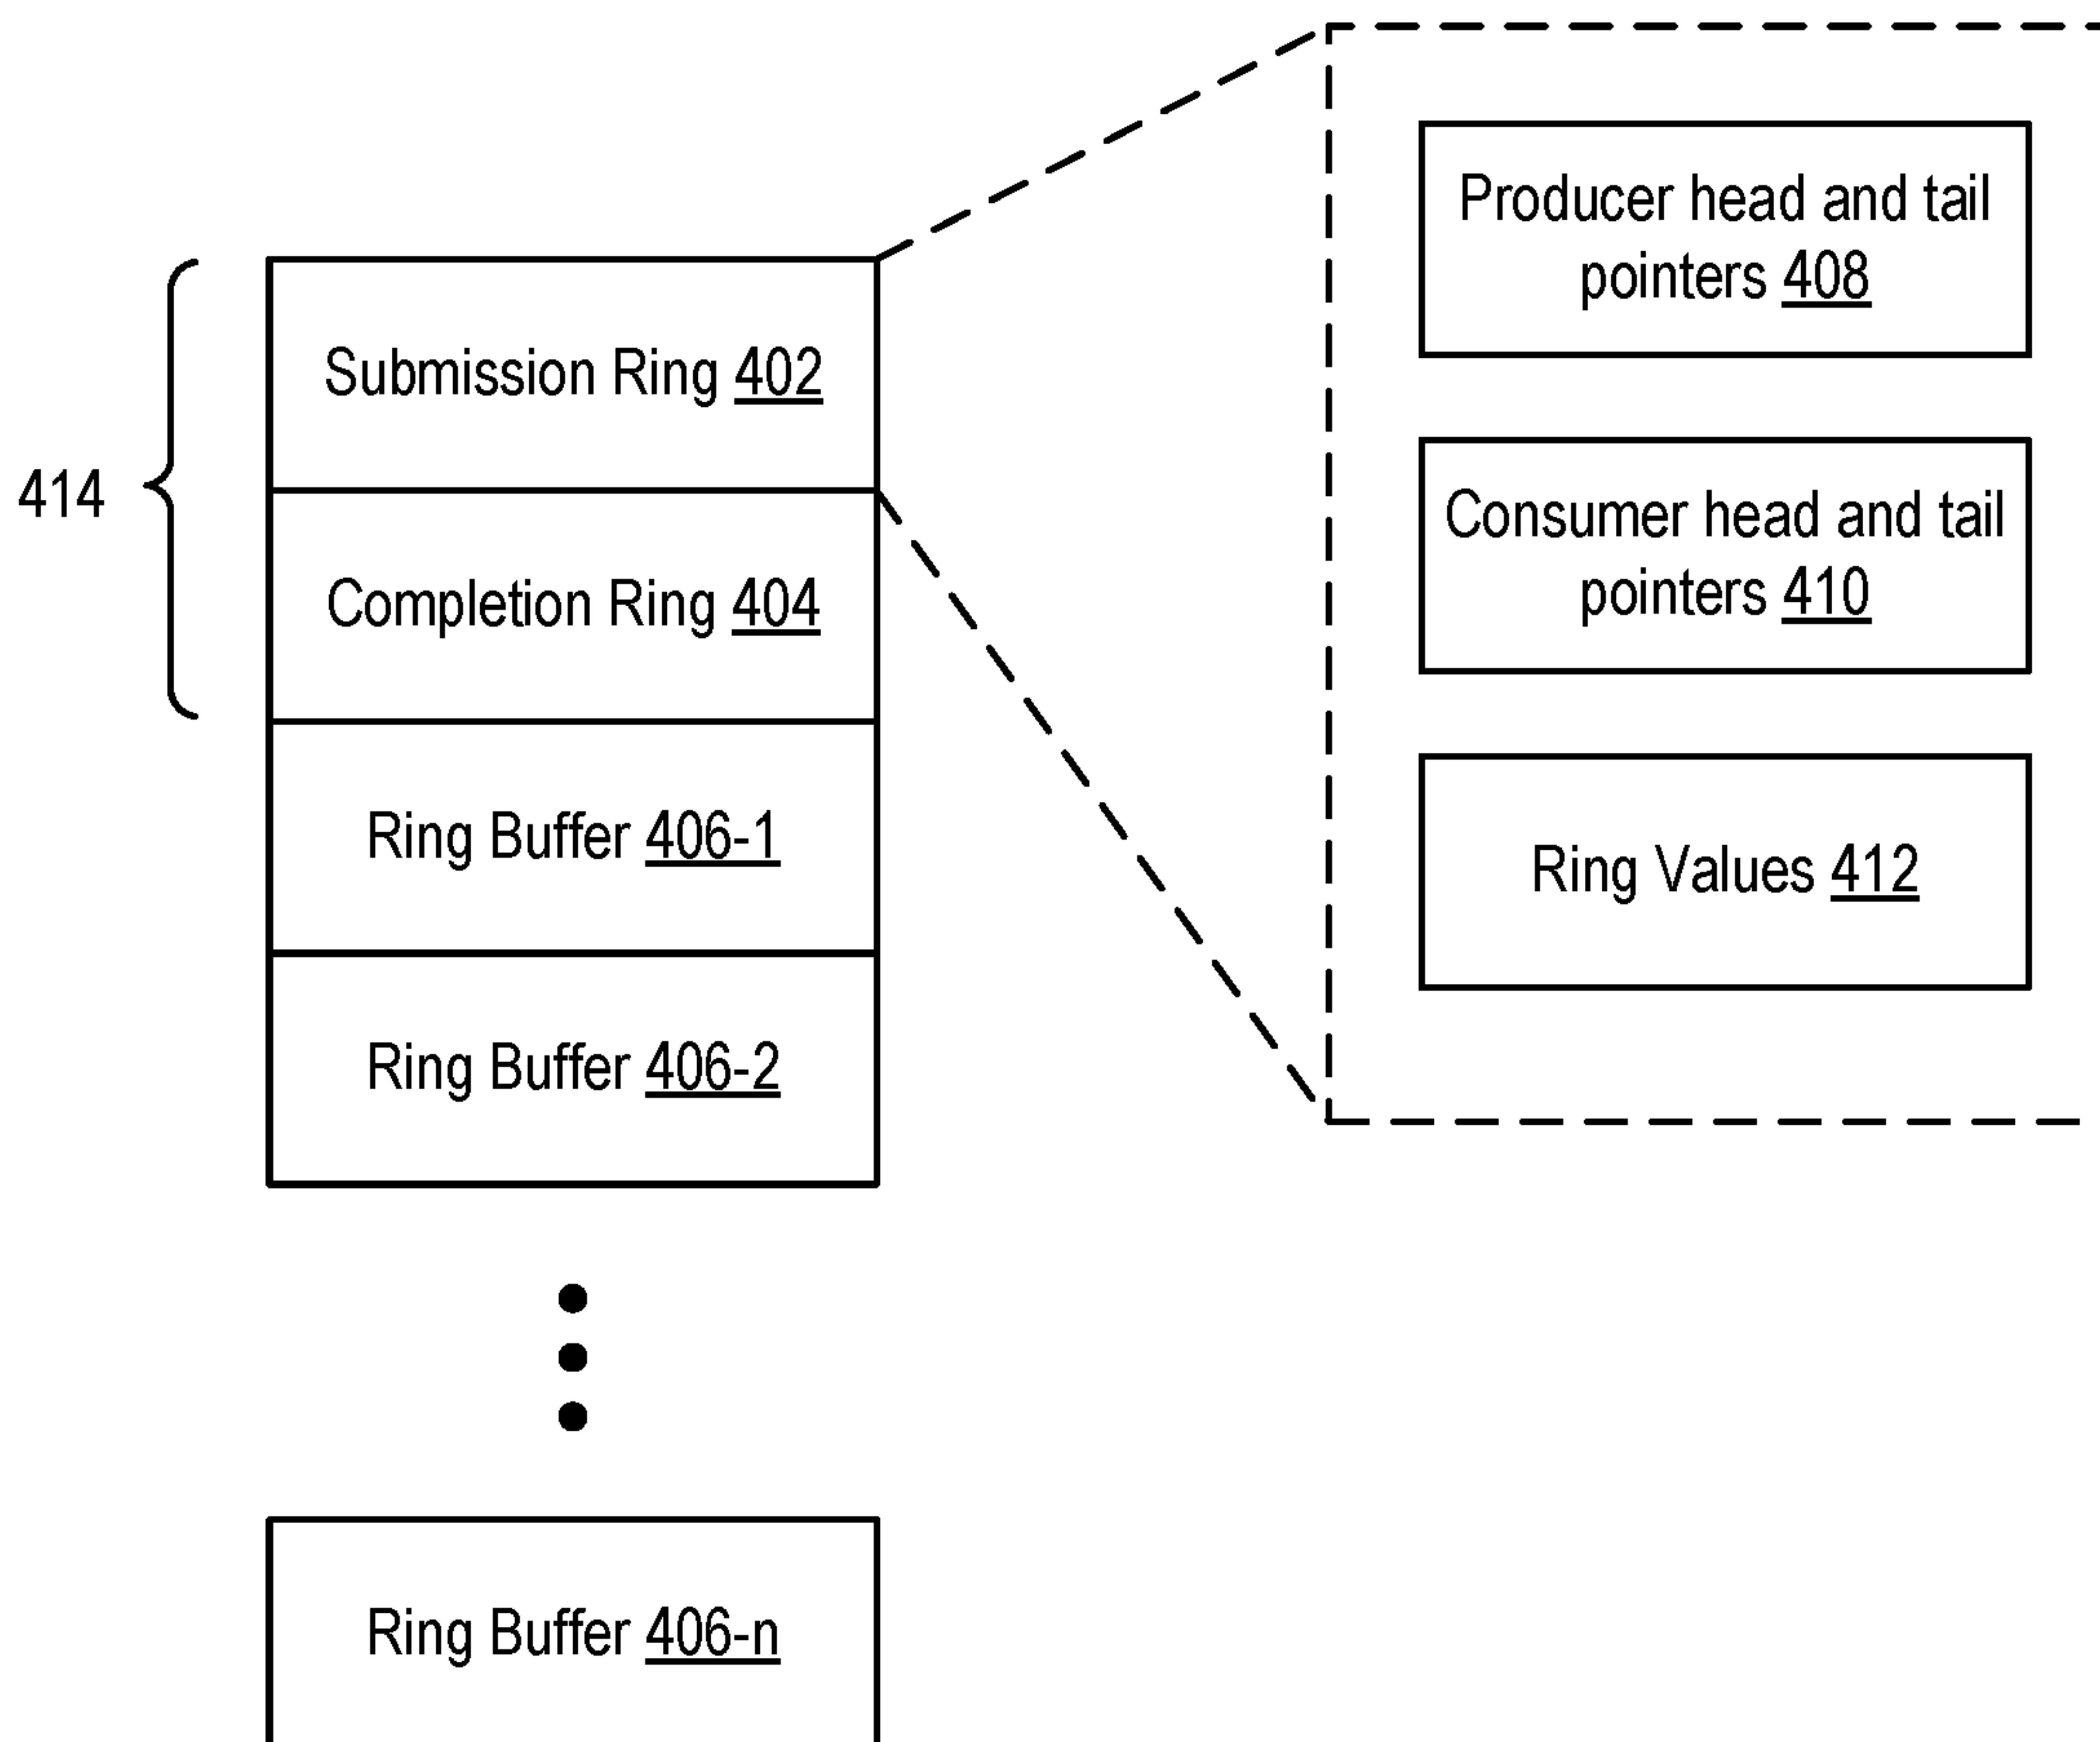 414
Submission Ring 402
Completion Ring 404
Ring Buffer 406-1
Ring Buffer 406-2
Ring Buffer 406-n
Producer head and tail
pointers 408
Consumer head and tail
pointers 410
Ring Values 412